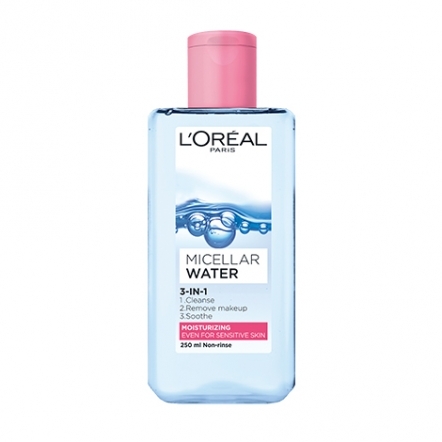 L'ORÉAL
PARIS
MICELLAR
WATER
3-IN-1
1.Cleanse
2.Remove makeup
3.Soothe
MOISTURIZING
EVEN FOR SENSITIVE SKIN
250 ml Non-rinse